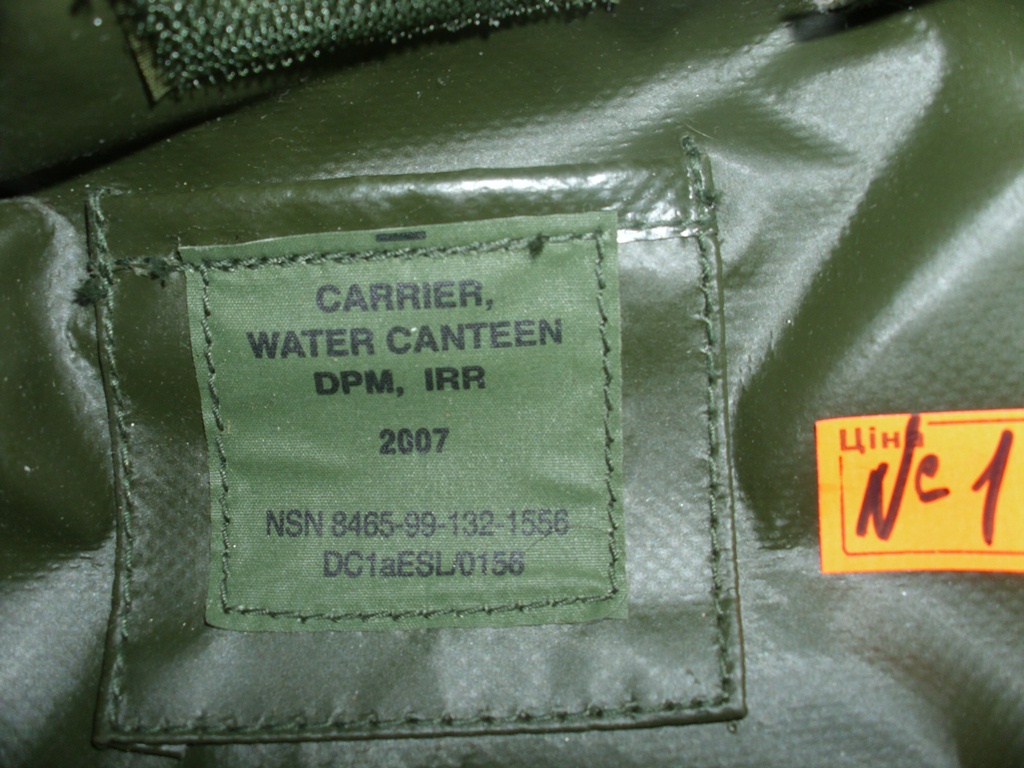 CARRIER,
WATER CANTEEN
DPM, IRR
2007
NSN 8465-99-132-1556
DC1aESL/0156
Ціна
№ 1